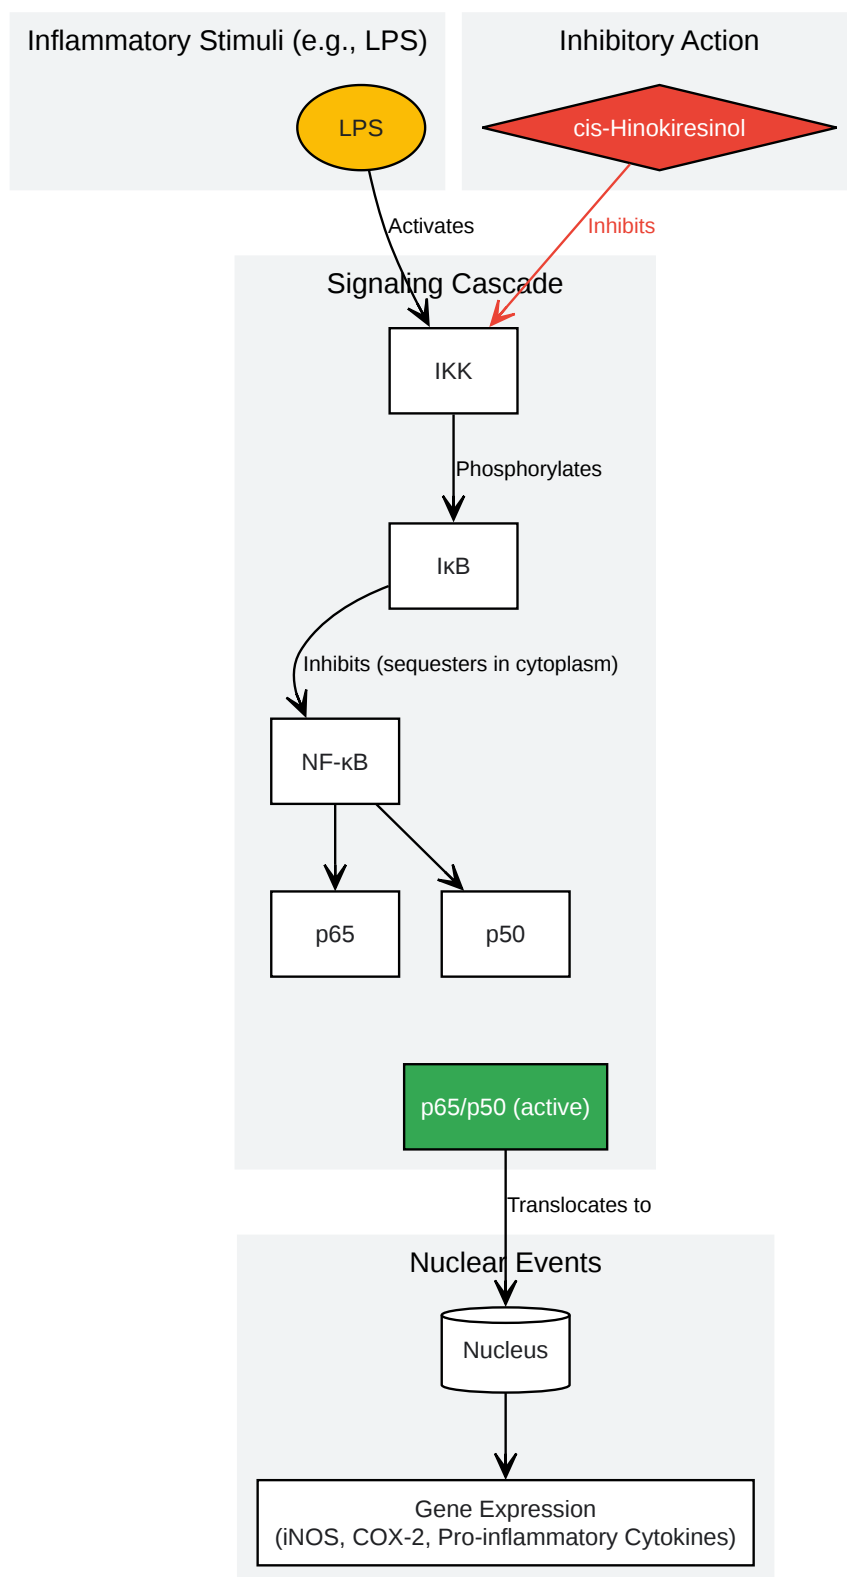 Inflammatory Stimuli (e.g., LPS)
Inhibitory Action
LPS
cis-Hinokiresinol
Activates
Inhibits
Signaling Cascade
IKK
Phosphorylates
IκB
Inhibits (sequesters in cytoplasm)
NF-κB
p65
p50
p65/p50 (active)
Translocates to
Nuclear Events
Nucleus
Gene Expression
(iNOS, COX-2, Pro-inflammatory Cytokines)